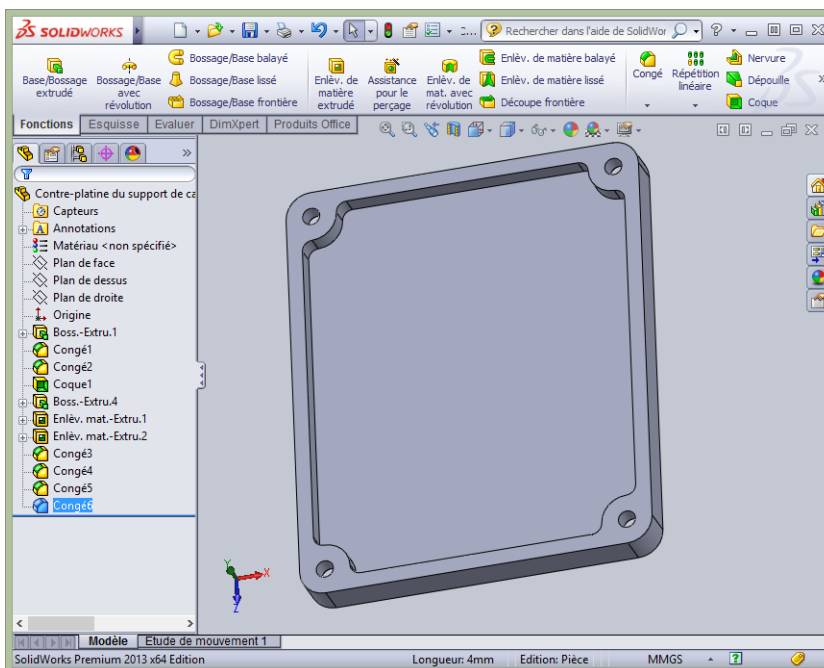 SOLIDWORKS
Rechercher dans l'aide de SolidWor
Base/Bossage extrudé
Bossage/Base avec révolution
Bossage/Base balayé
Bossage/Base lissé
Bossage/Base frontière
Enlèv. de matière extrudé
Assistance pour le perçage
Enlèv. de mat. avec révolution
Enlèv. de matière balayé
Enlèv. de matière lissé
Découpe frontière
Congé
Répétition linéaire
Nervure
Dépouille
Coque
Fonctions
Esquisse
Evaluer
DimXpert
Produits Office
Contre-platine du support de ca
Capteurs
Annotations
Matériau <non spécifié>
Plan de face
Plan de dessus
Plan de droite
Origine
Boss.-Extru.1
Congé1
Congé2
Coque1
Boss.-Extru.4
Enlèv. mat.-Extru.1
Enlèv. mat.-Extru.2
Congé3
Congé4
Congé5
Congé6
Y
X
Z
Modèle
Etude de mouvement 1
SolidWorks Premium 2013 x64 Edition
Longueur: 4mm
Edition: Pièce
MMGS